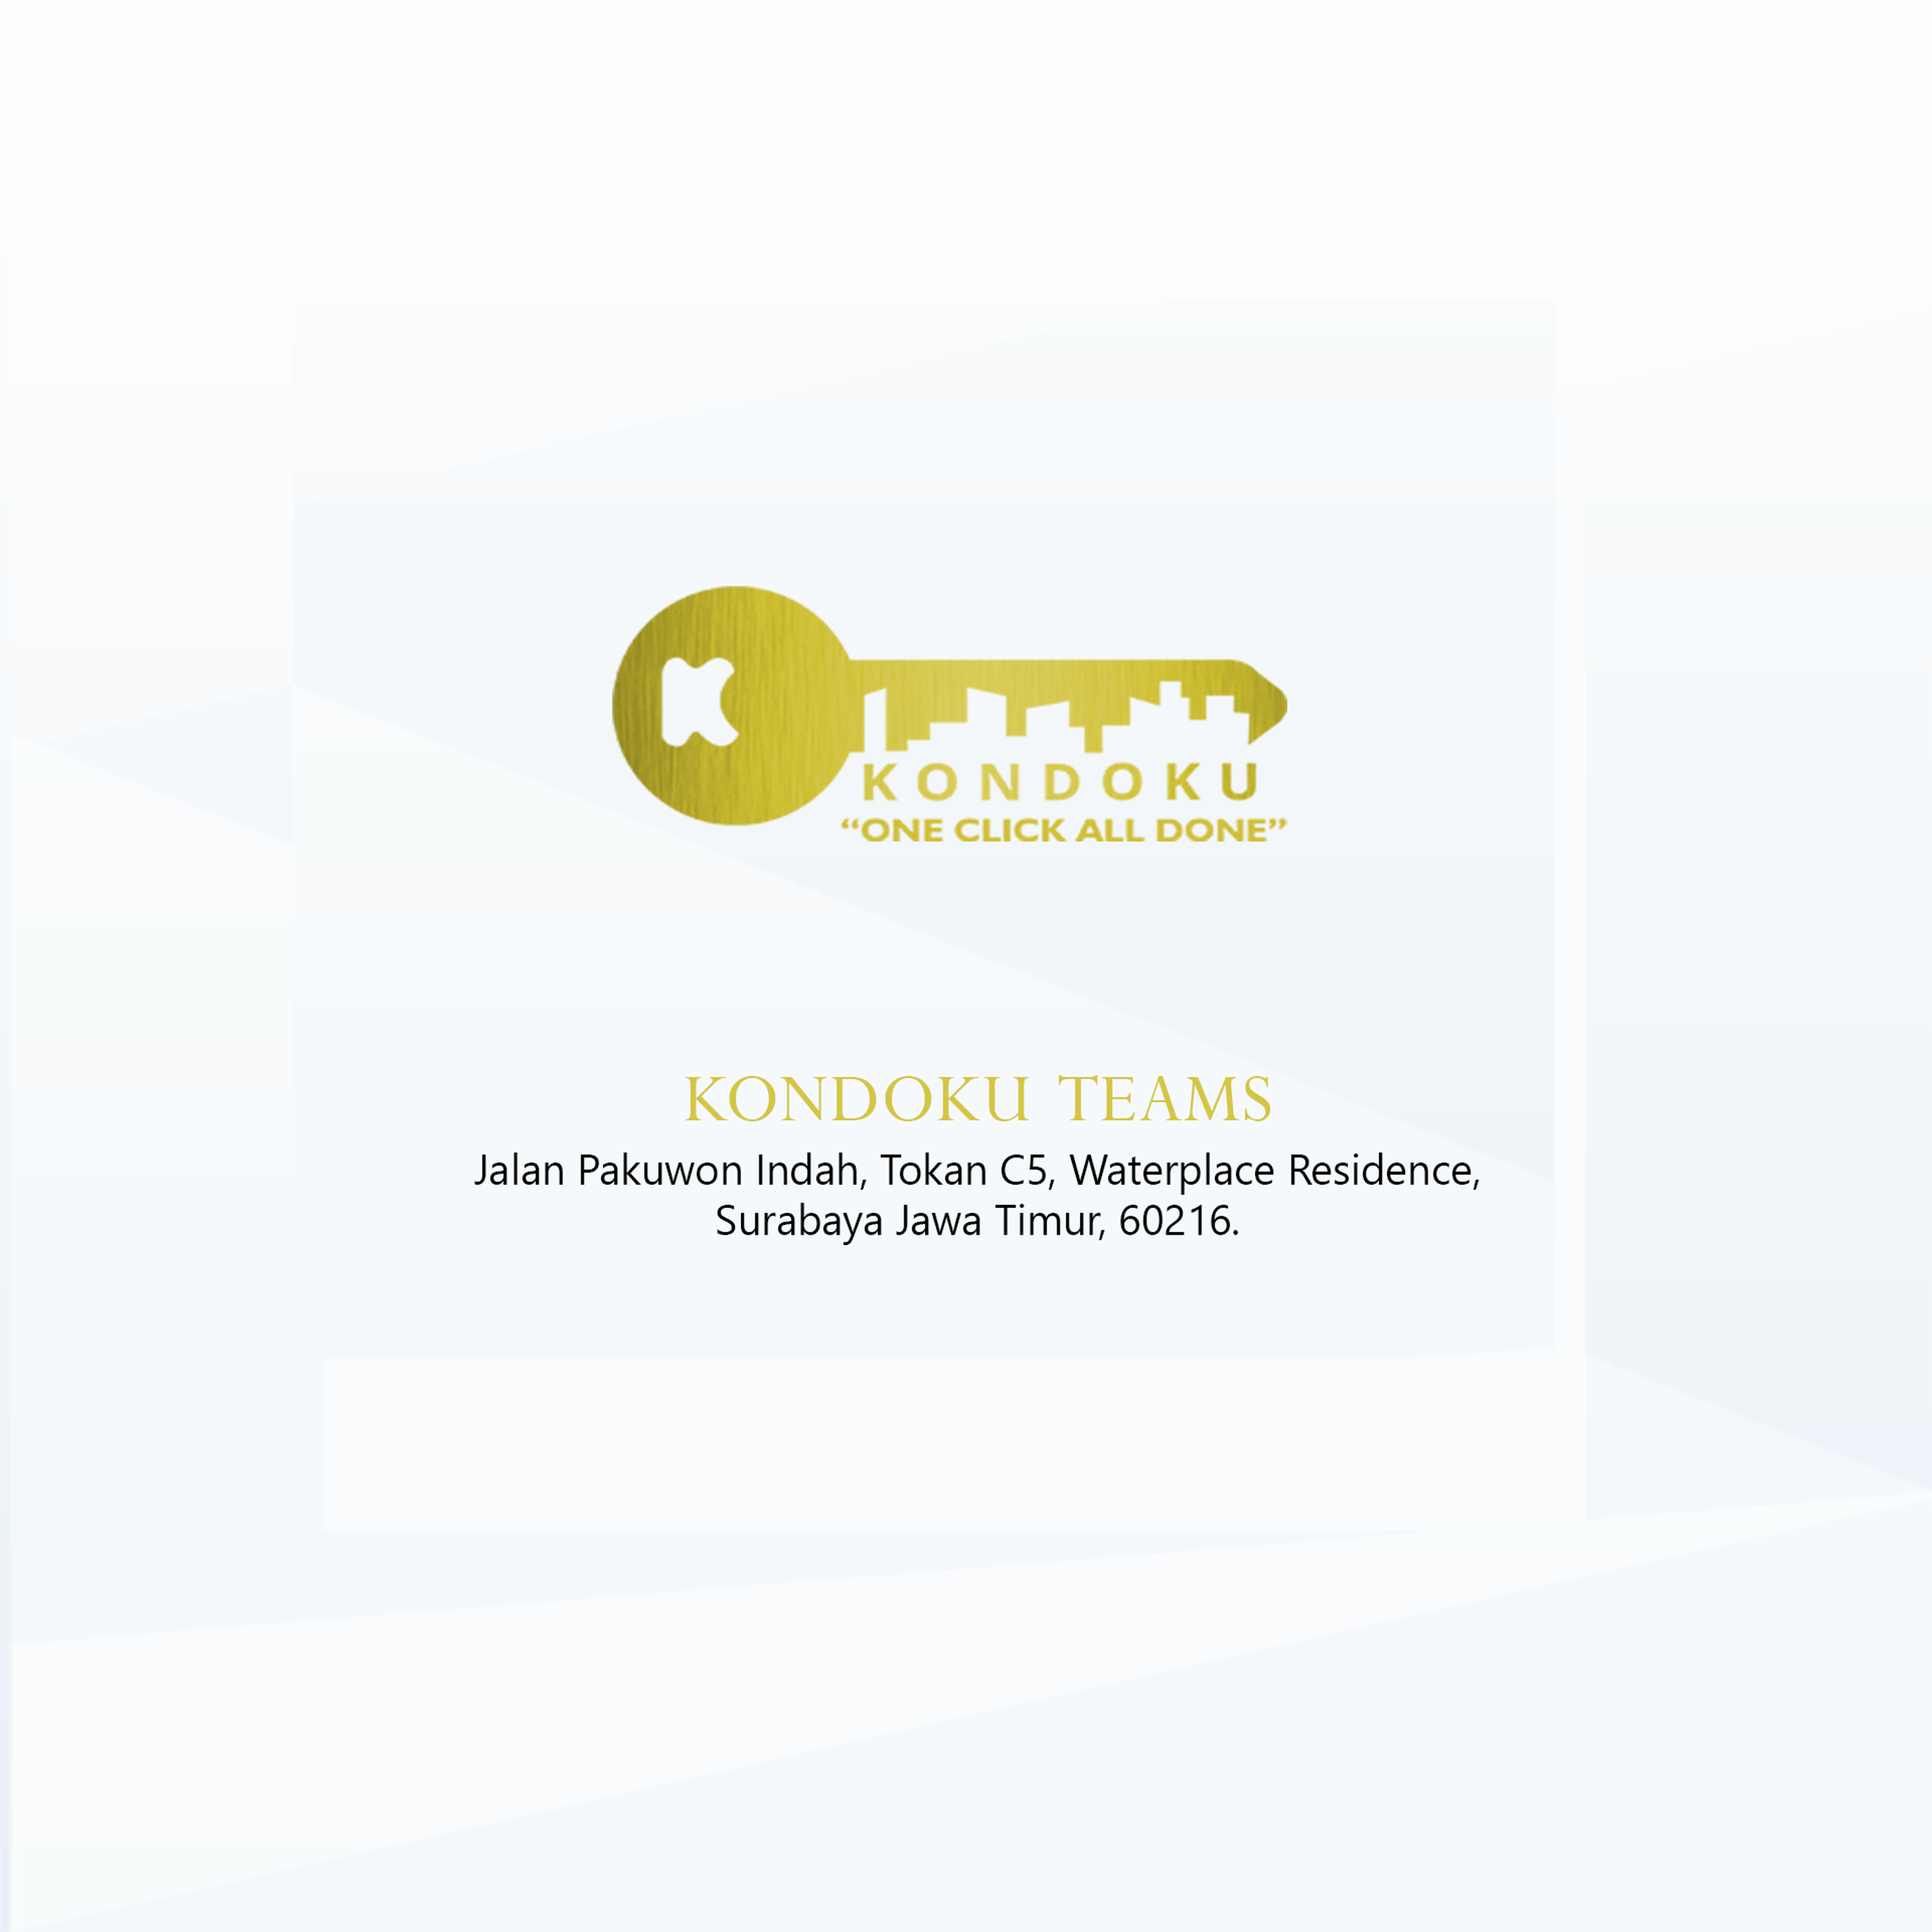 K
KONDOKU
“ONE CLICK ALL DONE”
KONDOKU TEAMS
Jalan Pakuwon Indah, Tokan C5, Waterplace Residence,
Surabaya Jawa Timur, 60216.